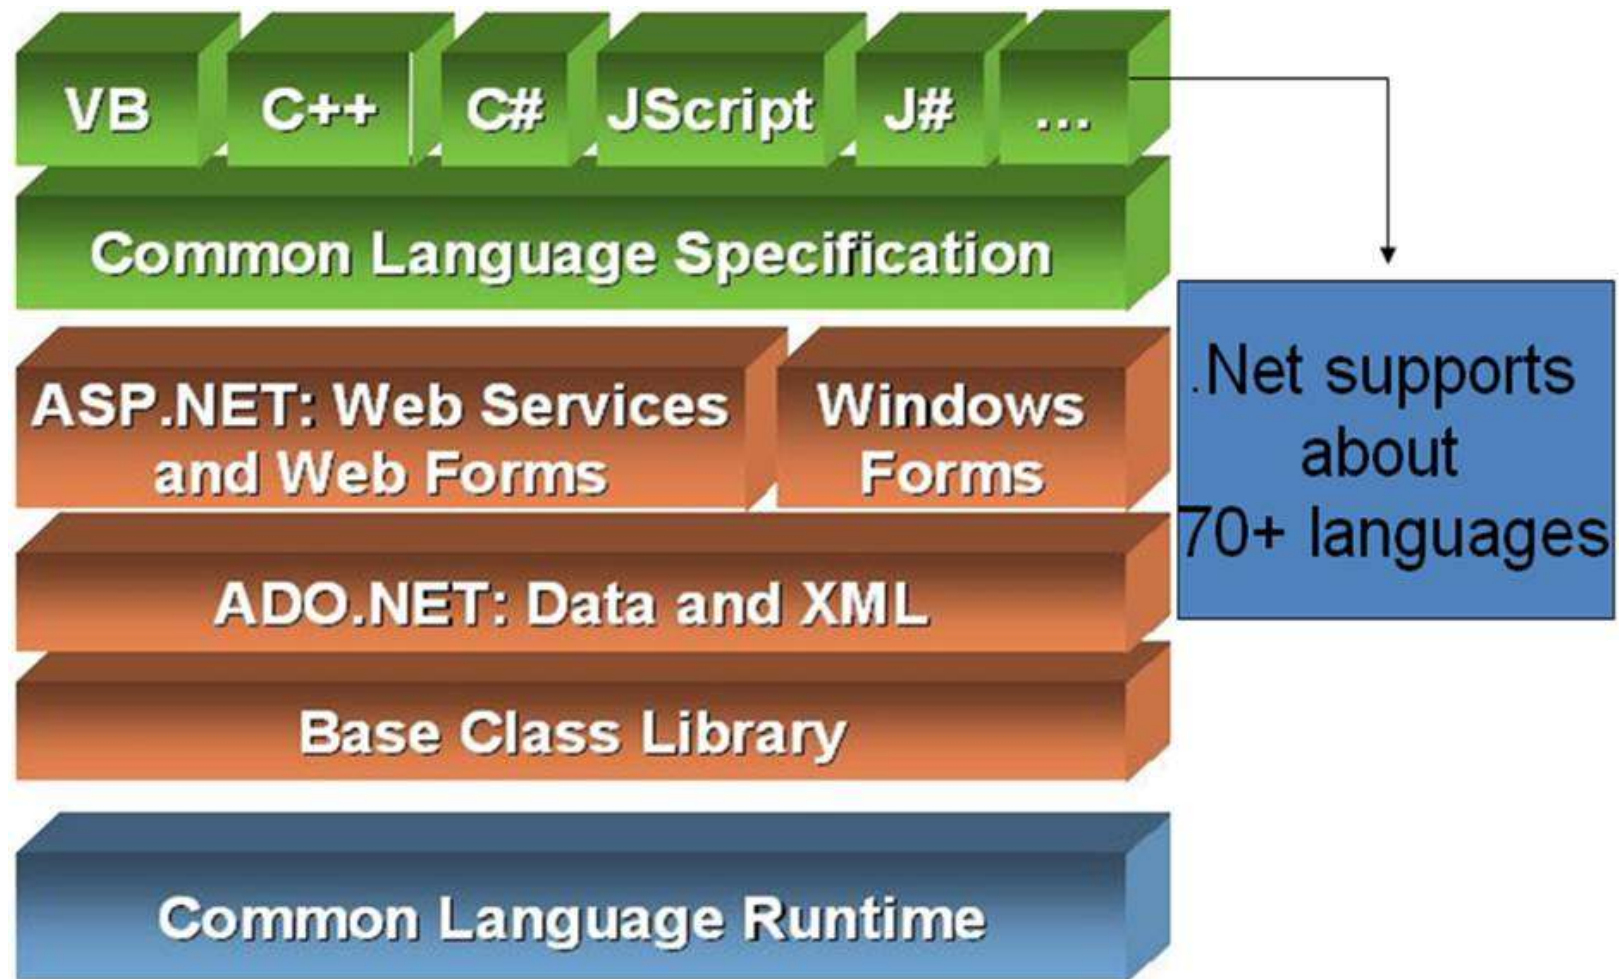 VB C++ C# JScript J# ...
Common Language Specification
ASP.NET: Web Services
and Web Forms
Windows
Forms
ADO.NET: Data and XML
Base Class Library
Common Language Runtime
.Net supports
about
70+ languages